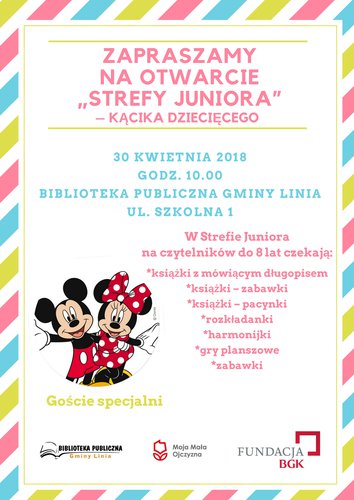 ZAPRASZAMY
NA OTWARCIE
„STREFY JUNIORA”
– KĄCIKA DZIECIĘCEGO
30 KWIETNIA 2018
GODZ. 10.00
BIBLIOTEKA PUBLICZNA GMINY LINIA
UL. SZKOLNA 1
W Strefie Juniora
na czytelników do 8 lat czekają:
*książki z mówiącym długopisem
*książki – zabawki
*książki – pacynki
*rozkładanki
*harmonijki
*gry planszowe
*zabawki
Goście specjalni
BIBLIOTEKA PUBLICZNA
Gminy Linia
Moja Mała
Ojczyzna
FUNDACJA
BGK